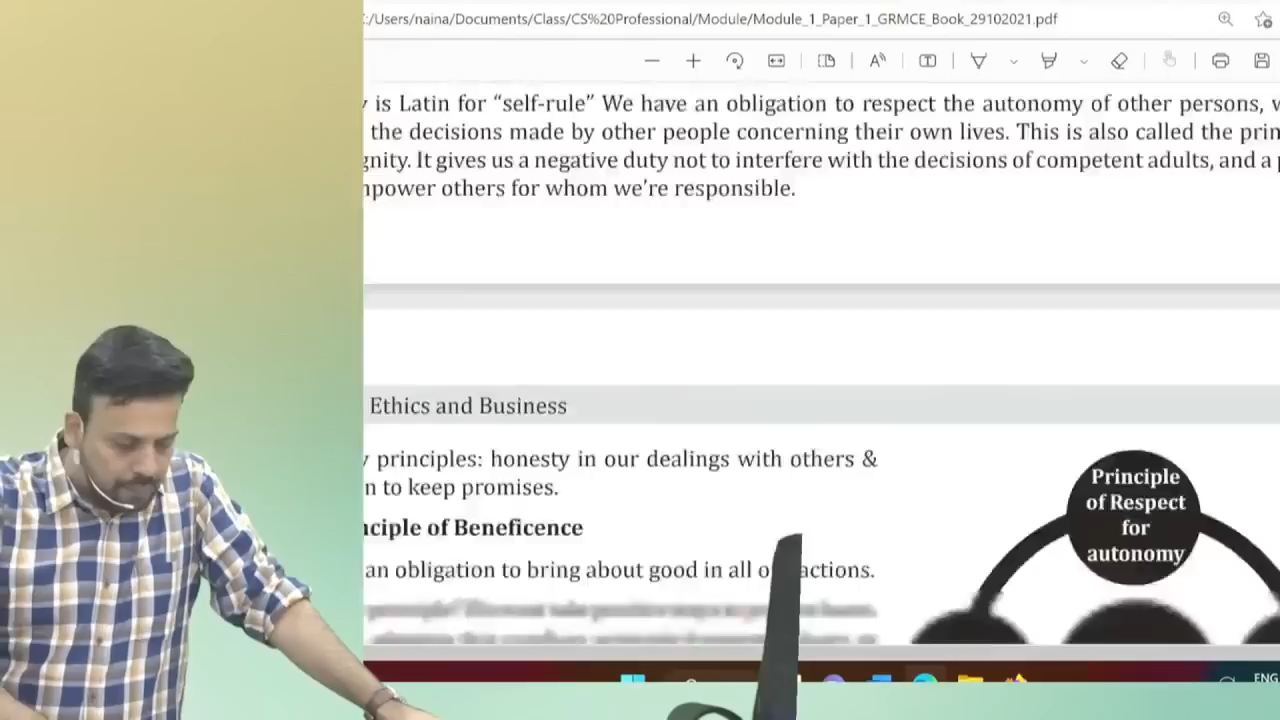 :/Users/naina/Documents/Class/CS%20Professional/Module/Module_1_Paper_1_GRMCE_Book_29102021.pdf
is Latin for “self-rule” We have an obligation to respect the autonomy of other persons,
the decisions made by other people concerning their own lives. This is also called the
It gives us a negative duty not to interfere with the decisions of competent adults, and a
others for whom we’re responsible.
Ethics and Business
principles: honesty in our dealings with others &
to keep promises.
of Beneficence
an obligation to bring about good in all actions.
Principle
of Respect
for
autonomy
ENG